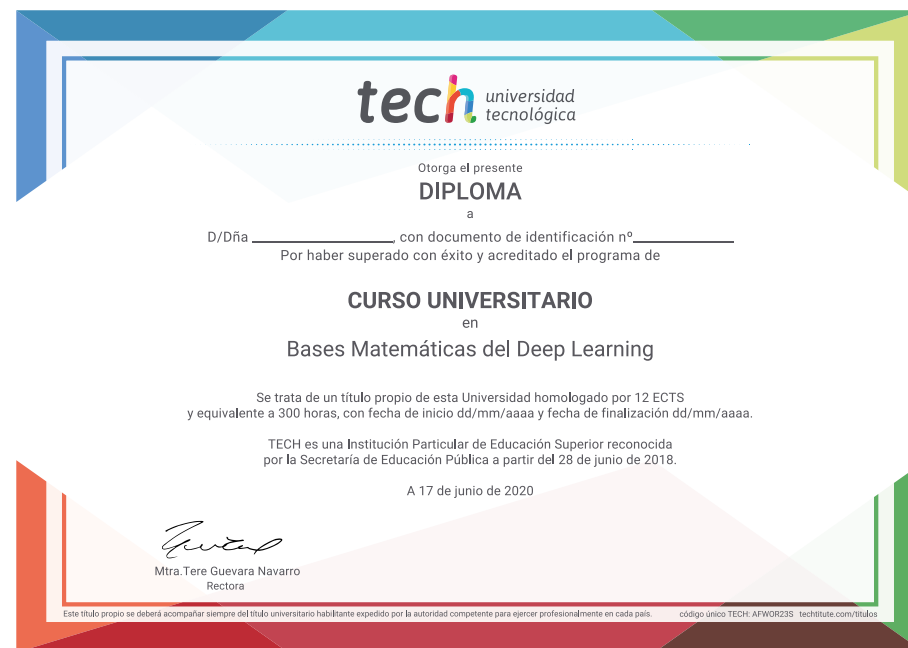 tech universidad
tecnológica
Otorga el presente
DIPLOMA
a
D/Dña ____________________, con documento de identificación nº______________
Por haber superado con éxito y acreditado el programa de
CURSO UNIVERSITARIO
en
Bases Matemáticas del Deep Learning
Se trata de un título propio de esta Universidad homologado por 12 ECTS
y equivalente a 300 horas, con fecha de inicio dd/mm/aaaa y fecha de finalización dd/mm/aaaa.
TECH es una Institución Particular de Educación Superior reconocida
por la Secretaría de Educación Pública a partir del 28 de junio de 2018.
A 17 de junio de 2020
Mtra.Tere Guevara Navarro
Rectora
Este título propio se deberá acompañar siempre del título universitario habilitante expedido por la autoridad competente para ejercer profesionalmente en cada país. código único TECH: AFWOR23S techtitute.com/titulos